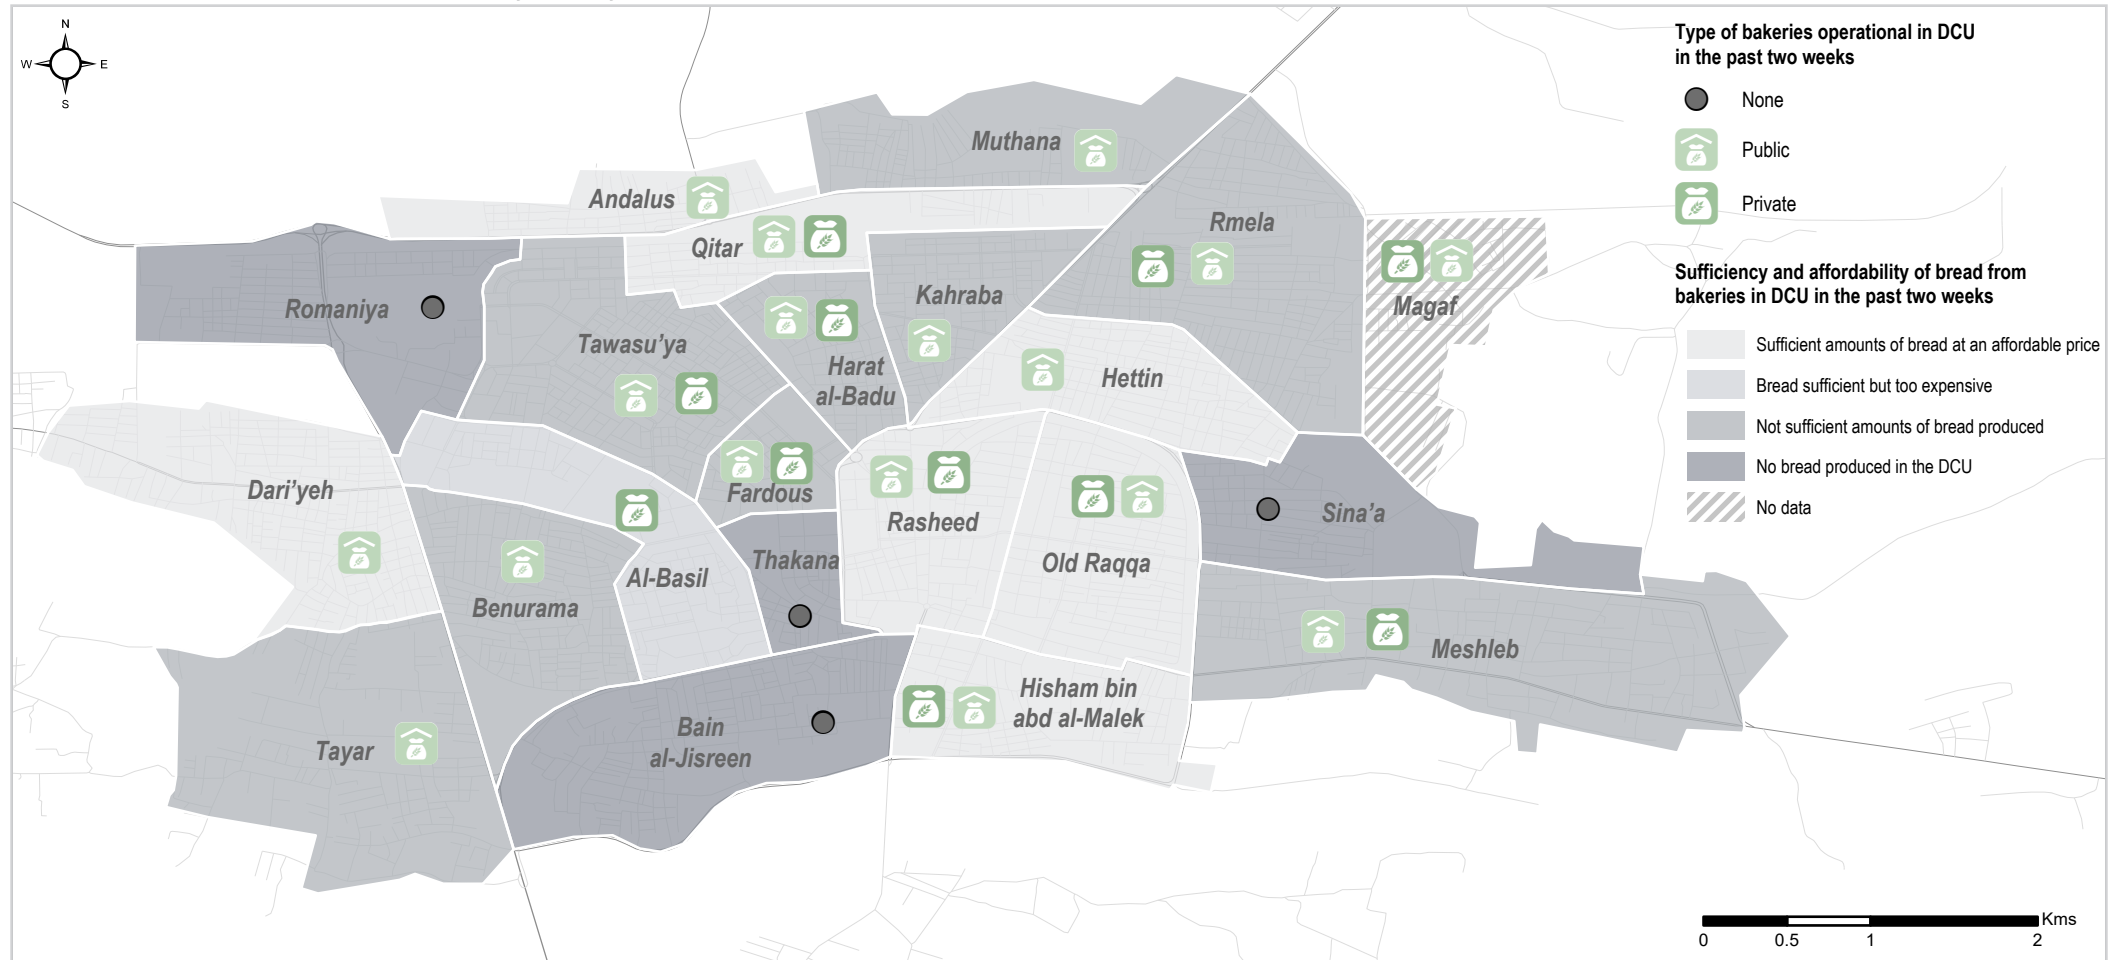 N
W
E
S
Type of bakeries operational in DCU
in the past two weeks
None
Public
Private
Sufficiency and affordability of bread from
bakeries in DCU in the past two weeks
Sufficient amounts of bread at an affordable price
Bread sufficient but too expensive
Not sufficient amounts of bread produced
No bread produced in the DCU
No data
Muthana
Andalus
Qitar
Rmela
Romaniya
Kahraba
Magaf
Tawasu'ya
Harat
al-Badu
Hettin
Dari'yeh
Fardous
Rasheed
Sina'a
Thakana
Old Raqqa
Al-Basil
Benurama
Meshleb
Hisham bin
abd al-Malek
Bain
al-Jisreen
Tayar
Kms
0
0.5
1
2